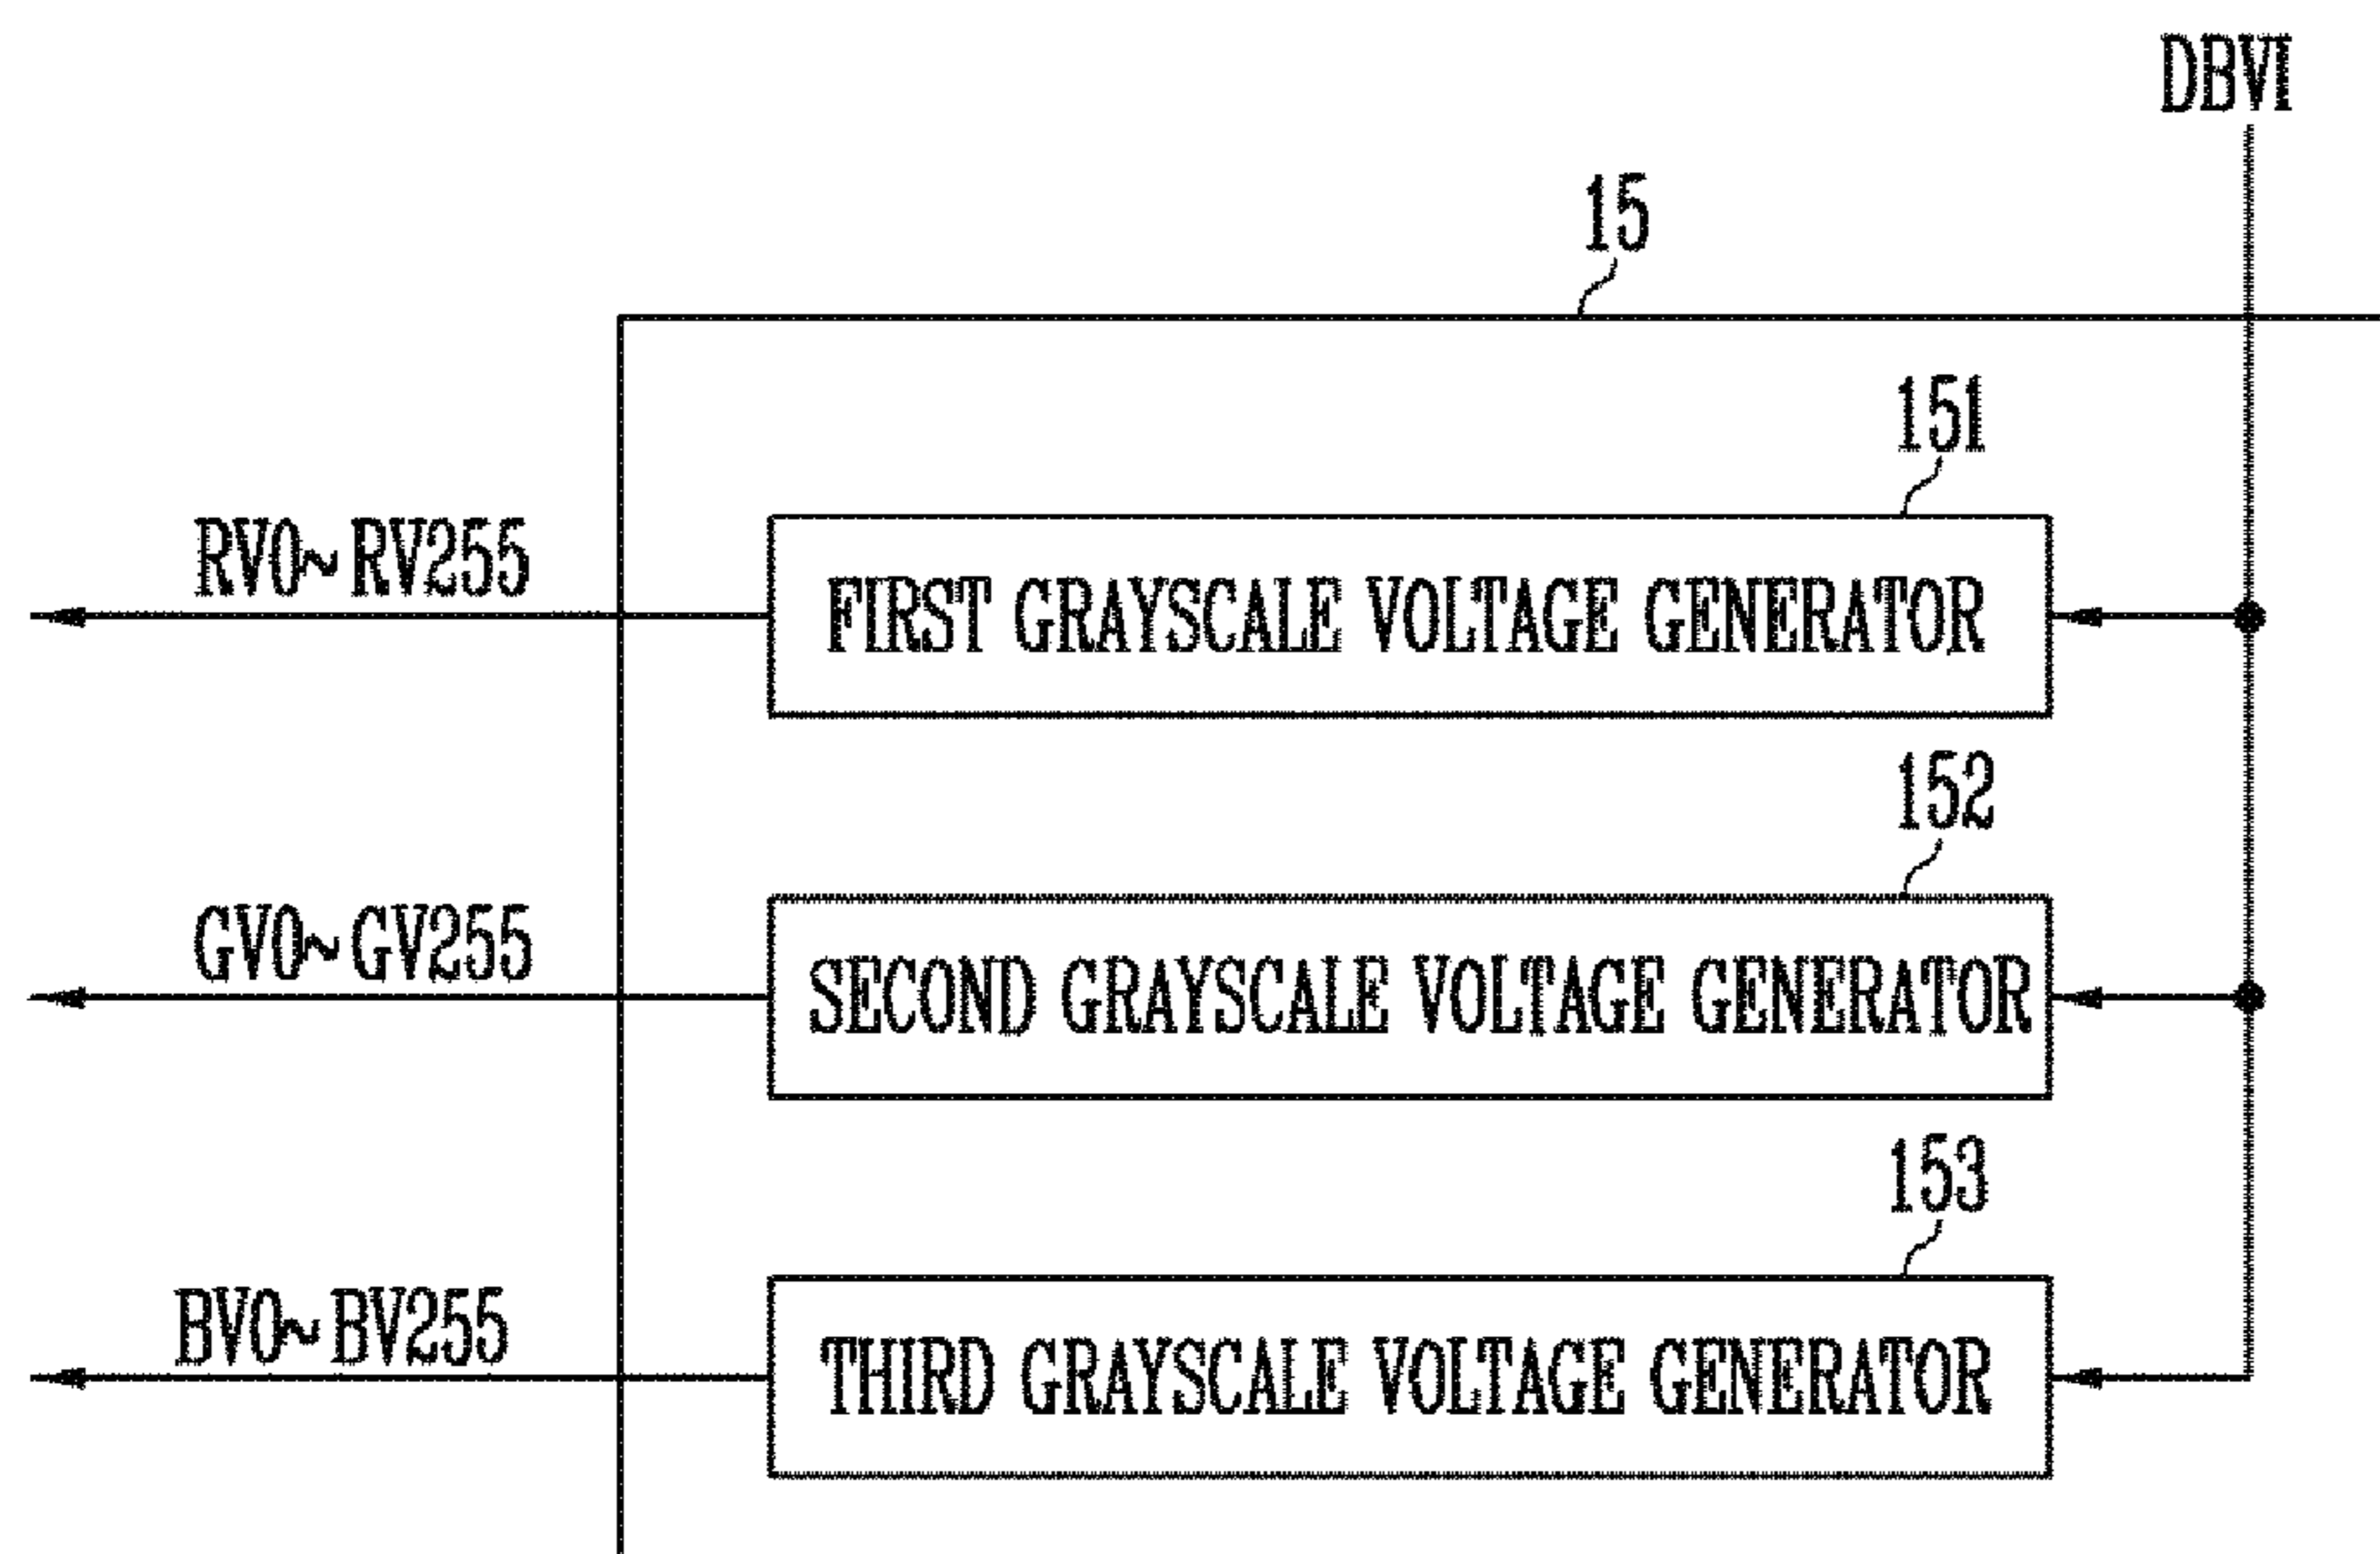 DBVI
15
151
RV0~RV255
FIRST GRAYSCALE VOLTAGE GENERATOR
152
GV0~GV255
SECOND GRAYSCALE VOLTAGE GENERATOR
153
BV0~BV255
THIRD GRAYSCALE VOLTAGE GENERATOR